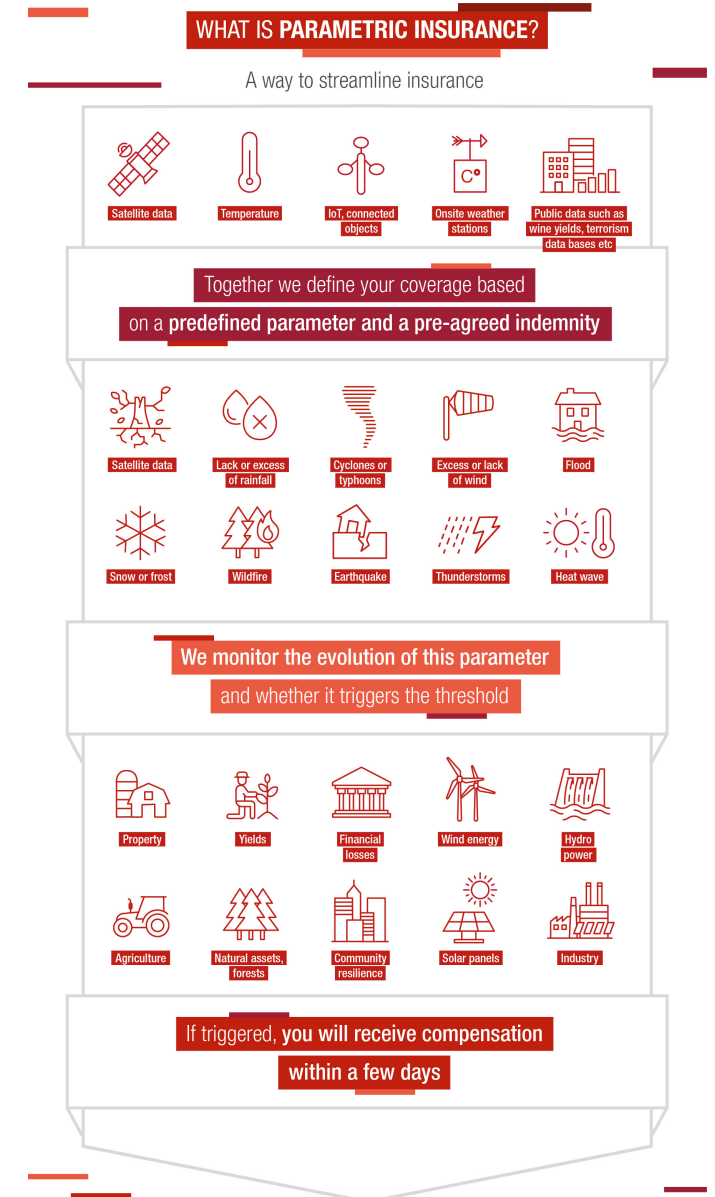 WHAT IS PARAMETRIC INSURANCE?
A way to streamline insurance
Satellite data
Temperature
IoT, connected
objects
Onsite weather
stations
Public data such as
wine yields, terrorism
data bases etc
C°
Together we define your coverage based
on a predefined parameter and a pre-agreed indemnity
Satellite data
Lack or excess
of rainfall
Cyclones or
typhoons
Excess or lack
of wind
Flood
Snow or frost
Wildfire
Earthquake
Thunderstorms
Heat wave
We monitor the evolution of this parameter
and whether it triggers the threshold
Property
Yields
Financial
losses
Wind energy
Hydro
power
Agriculture
Natural assets,
forests
Community
resilience
Solar panels
Industry
If triggered, you will receive compensation
within a few days